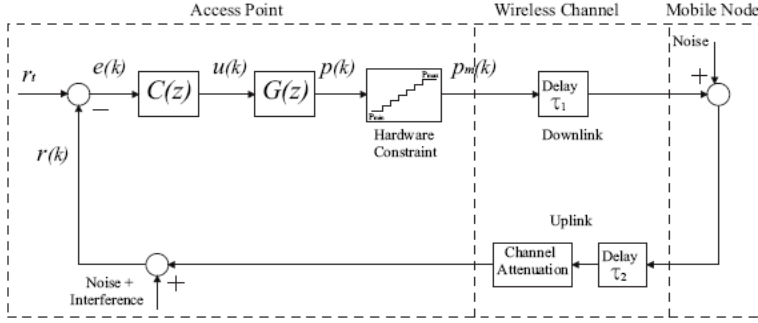 Access Point
Wireless Channel
Mobile Node
Noise
r_t
e(k)
C(z)
u(k)
G(z)
p(k)
p_m(k)
Delay
τ_1
+
−
Hardware
Constraint
Downlink
r(k)
Uplink
Channel
Attenuation
Delay
τ_2
Noise +
Interference
+